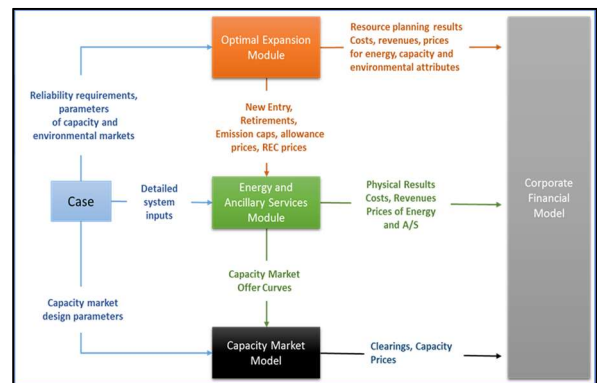 Optimal Expansion
Module
Resource planning results
Costs, revenues, prices
for energy, capacity and
environmental attributes
Reliability requirements,
parameters
of capacity and
environmental markets
New Entry,
Retirements,
Emission caps, allowance
prices, REC prices
Case
Detailed
system
inputs
Energy and
Ancillary Services
Module
Physical Results
Costs, Revenues
Prices of Energy
and A/S
Corporate
Financial
Model
Capacity Market
Offer Curves
Capacity market
design parameters
Capacity Market
Model
Clearings, Capacity
Prices